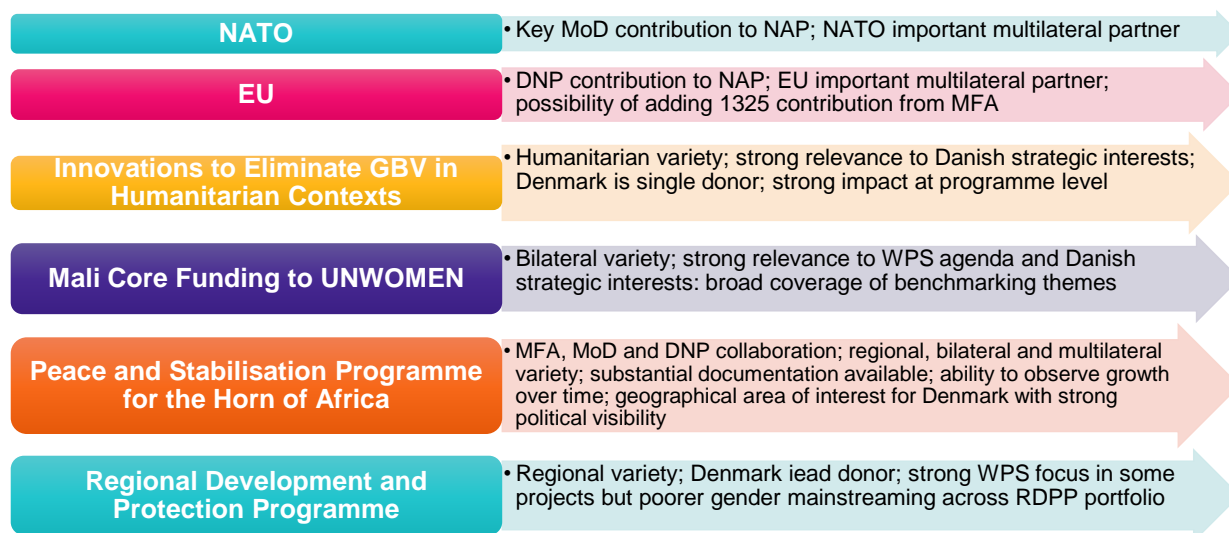 NATO
• Key MoD contribution to NAP; NATO important multilateral partner
EU
• DNP contribution to NAP; EU important multilateral partner;
possibility of adding 1325 contribution from MFA
Innovations to Eliminate GBV in
Humanitarian Contexts
• Humanitarian variety; strong relevance to Danish strategic interests;
Denmark is single donor; strong impact at programme level
Mali Core Funding to UNWOMEN
• Bilateral variety; strong relevance to WPS agenda and Danish
strategic interests: broad coverage of benchmarking themes
Peace and Stabilisation Programme
for the Horn of Africa
• MFA, MoD and DNP collaboration; regional, bilateral and multilateral
variety; substantial documentation available; ability to observe growth
over time; geographical area of interest for Denmark with strong
political visibility
Regional Development and
Protection Programme
• Regional variety; Denmark iead donor; strong WPS focus in some
projects but poorer gender mainstreaming across RDPP portfolio